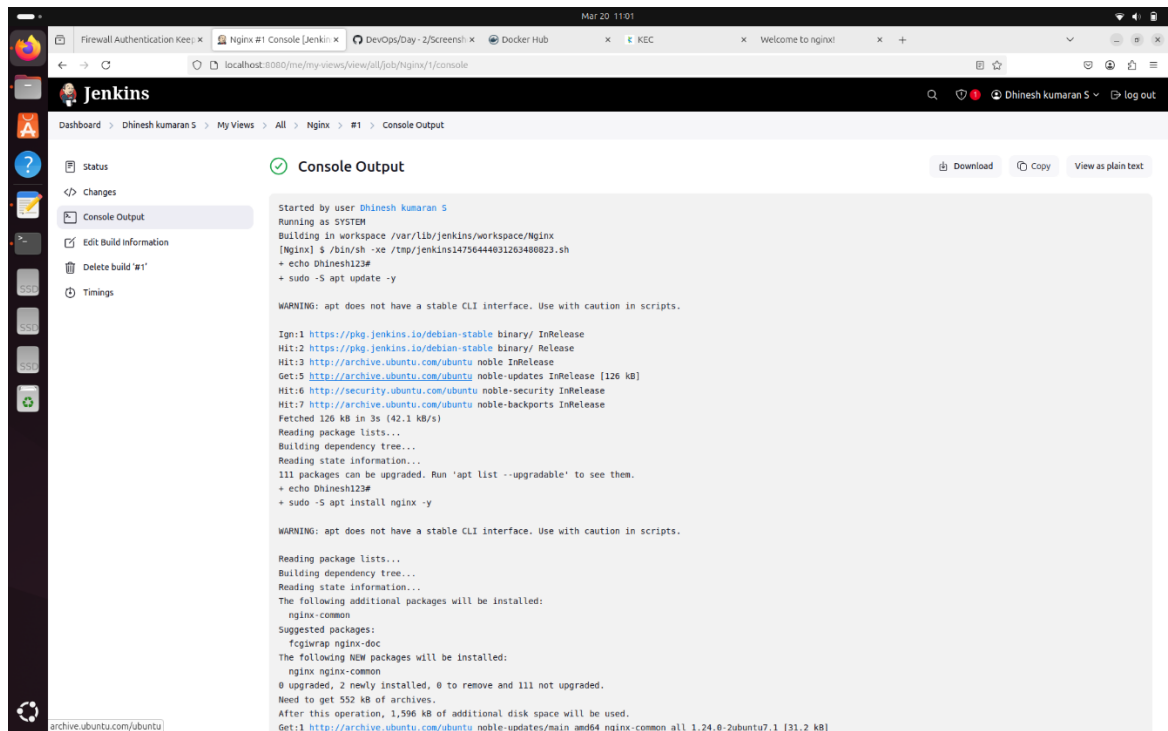 Mar 20 11:01
Firewall Authentication Keep
Nginx #1 Console [Jenkin
DevOps/Day - 2/Screensh
Docker Hub
KEC
Welcome to nginx!
localhost:8080/me/my-views/view/all/job/Nginx/1/console
Jenkins
1
Dhinesh kumaran S
log out
Dashboard > Dhinesh kumaran S > My Views > All > Nginx > #1 > Console Output
Status
Changes
Console Output
Edit Build Information
Delete build '#1'
Timings
Console Output
Download
Copy
View as plain text
Started by user Dhinesh kumaran S
Running as SYSTEM
Building in workspace /var/lib/jenkins/workspace/Nginx
[Nginx] $ /bin/sh -xe /tmp/jenkins14756444031263480823.sh
+ echo Dhinesh123#
+ sudo -S apt update -y
WARNING: apt does not have a stable CLI interface. Use with caution in scripts.
Ign:1 https://pkg.jenkins.io/debian-stable binary/ InRelease
Hit:2 https://pkg.jenkins.io/debian-stable binary/ Release
Hit:3 http://archive.ubuntu.com/ubuntu noble InRelease
Get:5 http://archive.ubuntu.com/ubuntu noble-updates InRelease [126 kB]
Hit:6 http://security.ubuntu.com/ubuntu noble-security InRelease
Hit:7 http://archive.ubuntu.com/ubuntu noble-backports InRelease
Fetched 126 kB in 3s (42.1 kB/s)
Reading package lists...
Building dependency tree...
Reading state information...
111 packages can be upgraded. Run 'apt list --upgradable' to see them.
+ echo Dhinesh123#
+ sudo -S apt install nginx -y
WARNING: apt does not have a stable CLI interface. Use with caution in scripts.
Reading package lists...
Building dependency tree...
Reading state information...
The following additional packages will be installed:
nginx-common
Suggested packages:
fcgiwrap nginx-doc
The following NEW packages will be installed:
nginx nginx-common
0 upgraded, 2 newly installed, 0 to remove and 111 not upgraded.
Need to get 552 kB of archives.
After this operation, 1,596 kB of additional disk space will be used.
Get:1 http://archive.ubuntu.com/ubuntu noble-updates/main amd64 nginx-common all 1.24.0-2ubuntu7.1 [31.2 kB]
archive.ubuntu.com/ubuntu
SSD
SSD
SSD